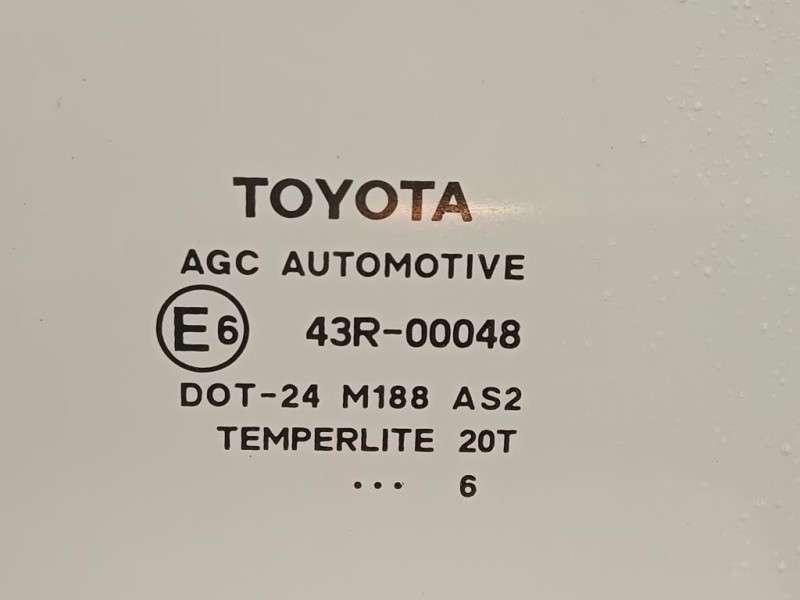 TOYOTA
AGC AUTOMOTIVE
E6 43R-00048
DOT-24 M188 AS2
TEMPERLITE 20T
... 6